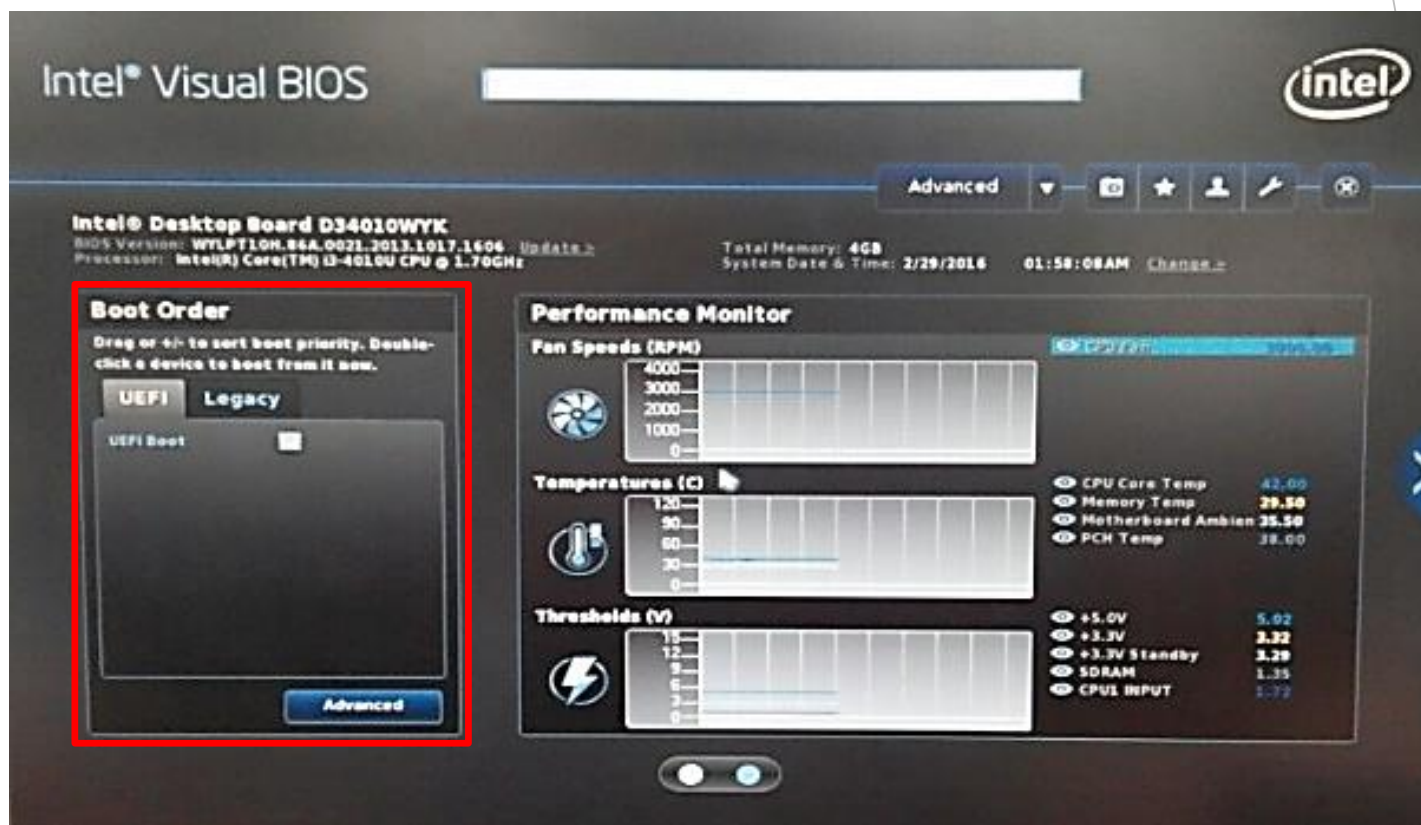 Intel® Visual BIOS
intel
Advanced
Intel® Desktop Board D34010WYK
BIOS Version: WYLPT10H.86A.0021.2013.1017.1606 Update >
Processor: Intel(R) Core(TM) i3-4010U CPU @ 1.70GHz
Total Memory: 4GB
System Date & Time: 2/29/2016 01:58:08AM Change >
Boot Order
Drag or +/- to sort boot priority. Double-
click a device to boot from it now.
UEFI Legacy
UEFI Boot
Advanced
Performance Monitor
Fan Speeds (RPM)
4000
3000
2000
1000
0
CPU Fan
Temperatures (C)
120
90
60
30
0
CPU Core Temp 42.00
Memory Temp 29.50
Motherboard Ambien 35.50
PCH Temp 38.00
Thresholds (V)
15
12
9
6
3
0
+5.0V 5.02
+3.3V 3.32
+3.3V Standby 3.29
SDRAM 1.35
CPU1 INPUT 1.72